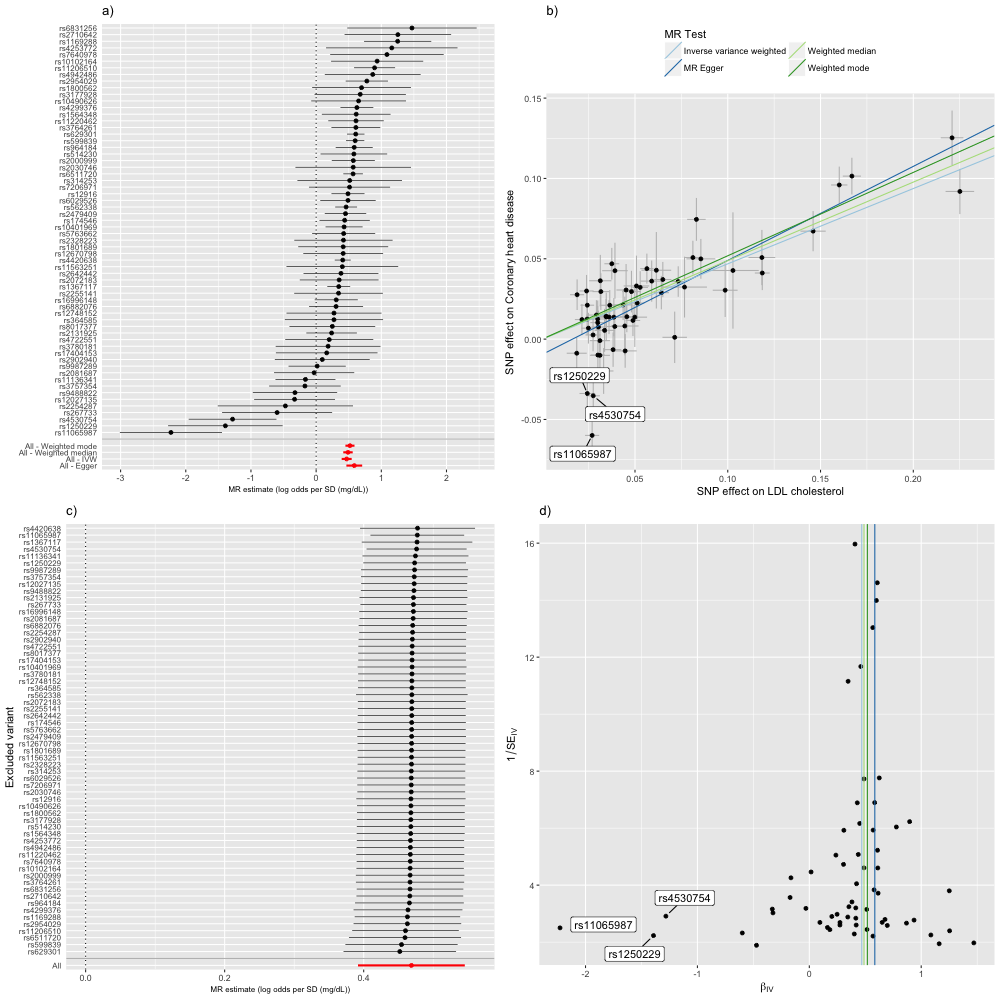 a)
rs6831256
rs2710642
rs1169288
rs4253772
rs7640978
rs10102164
rs11206510
rs4942486
rs2954029
rs1800562
rs3177928
rs10490626
rs4299376
rs1564348
rs11220462
rs3764261
rs629301
rs599839
rs964184
rs514230
rs2000999
rs2030746
rs6511720
rs314253
rs7206971
rs12916
rs6029526
rs562338
rs2479409
rs174546
rs10401969
rs5763662
rs2328223
rs1801689
rs12670798
rs4420638
rs11563251
rs2642442
rs2072183
rs1367117
rs2255141
rs16996148
rs6882076
rs12748152
rs364585
rs8017377
rs2131925
rs4722551
rs3780181
rs17404153
rs2902940
rs9987289
rs2081687
rs11136341
rs3757354
rs9488822
rs12027135
rs2254287
rs267733
rs4530754
rs1250229
rs11065987
All - Weighted mode
All - Weighted median
All - IVW
All - Egger
-3 -2 -1 0 1 2
MR estimate (log odds per SD (mg/dL))
b)
MR Test
Inverse variance weighted
Weighted median
MR Egger
Weighted mode
SNP effect on Coronary heart disease
0.15
0.10
0.05
0.00
-0.05
rs1250229
rs4530754
rs11065987
0.05 0.10 0.15 0.20
SNP effect on LDL cholesterol
c)
Excluded variant
rs4420638
rs11065987
rs1367117
rs4530754
rs11136341
rs1250229
rs9987289
rs3757354
rs12027135
rs9488822
rs2131925
rs267733
rs16996148
rs2081687
rs6882076
rs2254287
rs2902940
rs4722551
rs8017377
rs17404153
rs10401969
rs3780181
rs12748152
rs364585
rs562338
rs2072183
rs2255141
rs2642442
rs174546
rs5763662
rs2479409
rs12670798
rs1801689
rs11563251
rs2328223
rs314253
rs6029526
rs7206971
rs2030746
rs12916
rs10490626
rs1800562
rs3177928
rs514230
rs1564348
rs4253772
rs4942486
rs11220462
rs7640978
rs10102164
rs2000999
rs3764261
rs6831256
rs2710642
rs964184
rs4299376
rs1169288
rs2954029
rs11206510
rs6511720
rs599839
rs629301
All
0.0 0.2 0.4
MR estimate (log odds per SD (mg/dL))
d)
1/SE_IV
16
12
8
4
rs4530754
rs11065987
rs1250229
-2 -1 0 1
β_IV